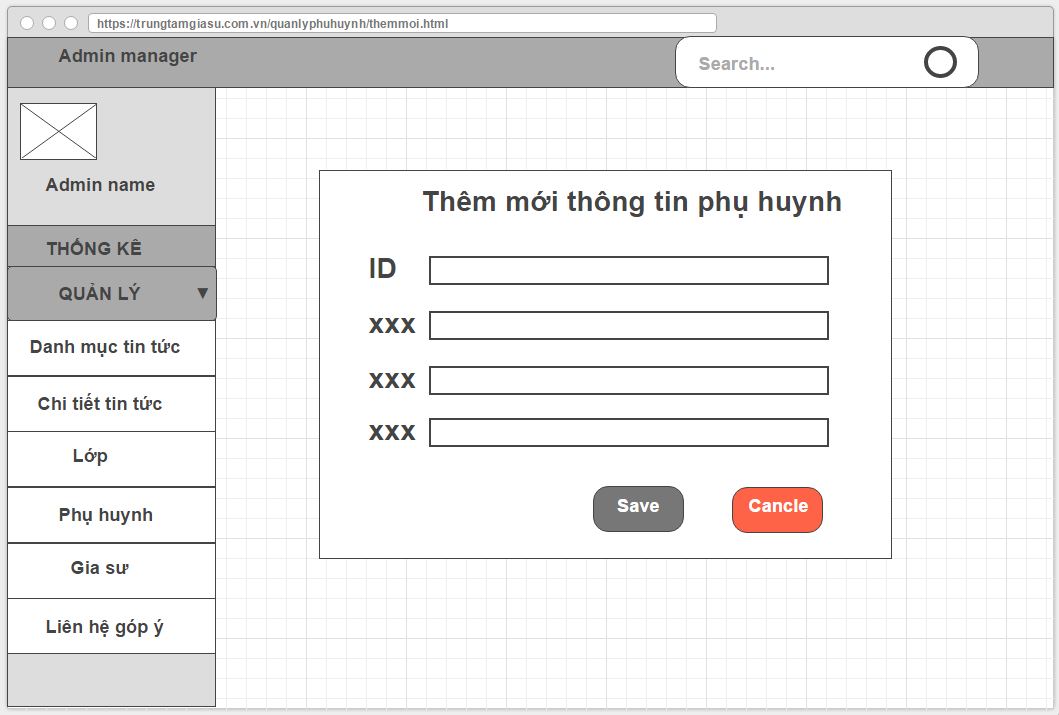 https://trungtamgiasu.com.vn/quanlyphuhuynh/themmoi.html
Admin manager
Search...
Admin name
THỐNG KÊ
QUẢN LÝ ▼
Danh mục tin tức
Chi tiết tin tức
Lớp
Phụ huynh
Gia sư
Liên hệ góp ý
Thêm mới thông tin phụ huynh
ID
xxx
xxx
xxx
Save
Cancle